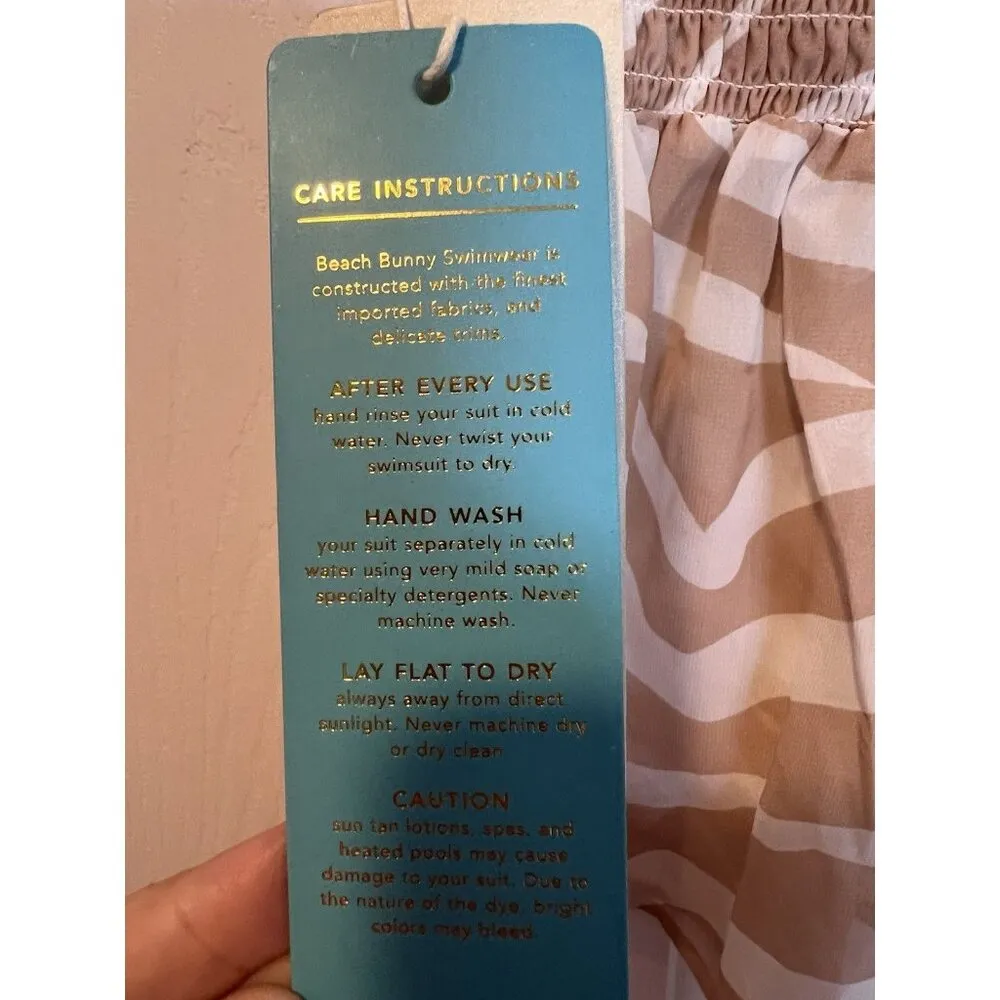 CARE INSTRUCTIONS
Beach Bunny Swimwear is
constructed with the finest
imported fabrics, and
delicate trims.
AFTER EVERY USE
hand rinse your suit in cold
water. Never twist your
swimsuit to dry.
HAND WASH
your suit separately in cold
water using very mild soap or
specialty detergents. Never
machine wash.
LAY FLAT TO DRY
always away from direct
sunlight. Never machine dry
or dry clean
CAUTION
sun tan lotions, spas, and
heated pools may cause
damage to your suit. Due to
the nature of the dye, bright
colors may bleed.